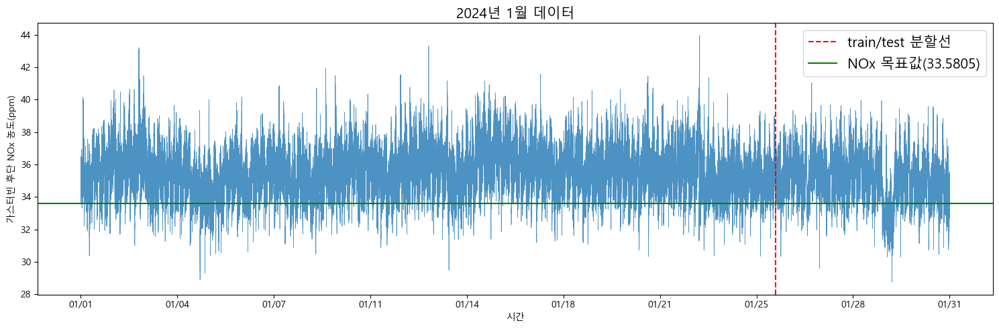 2024년 1월 데이터
train/test 분할선
NOx 목표값(33.5805)
가스터빈 후단 NOx 농도(ppm)
44
42
40
38
36
34
32
30
28
01/01 01/04 01/07 01/11 01/14 01/18 01/21 01/25 01/28 01/31
시간